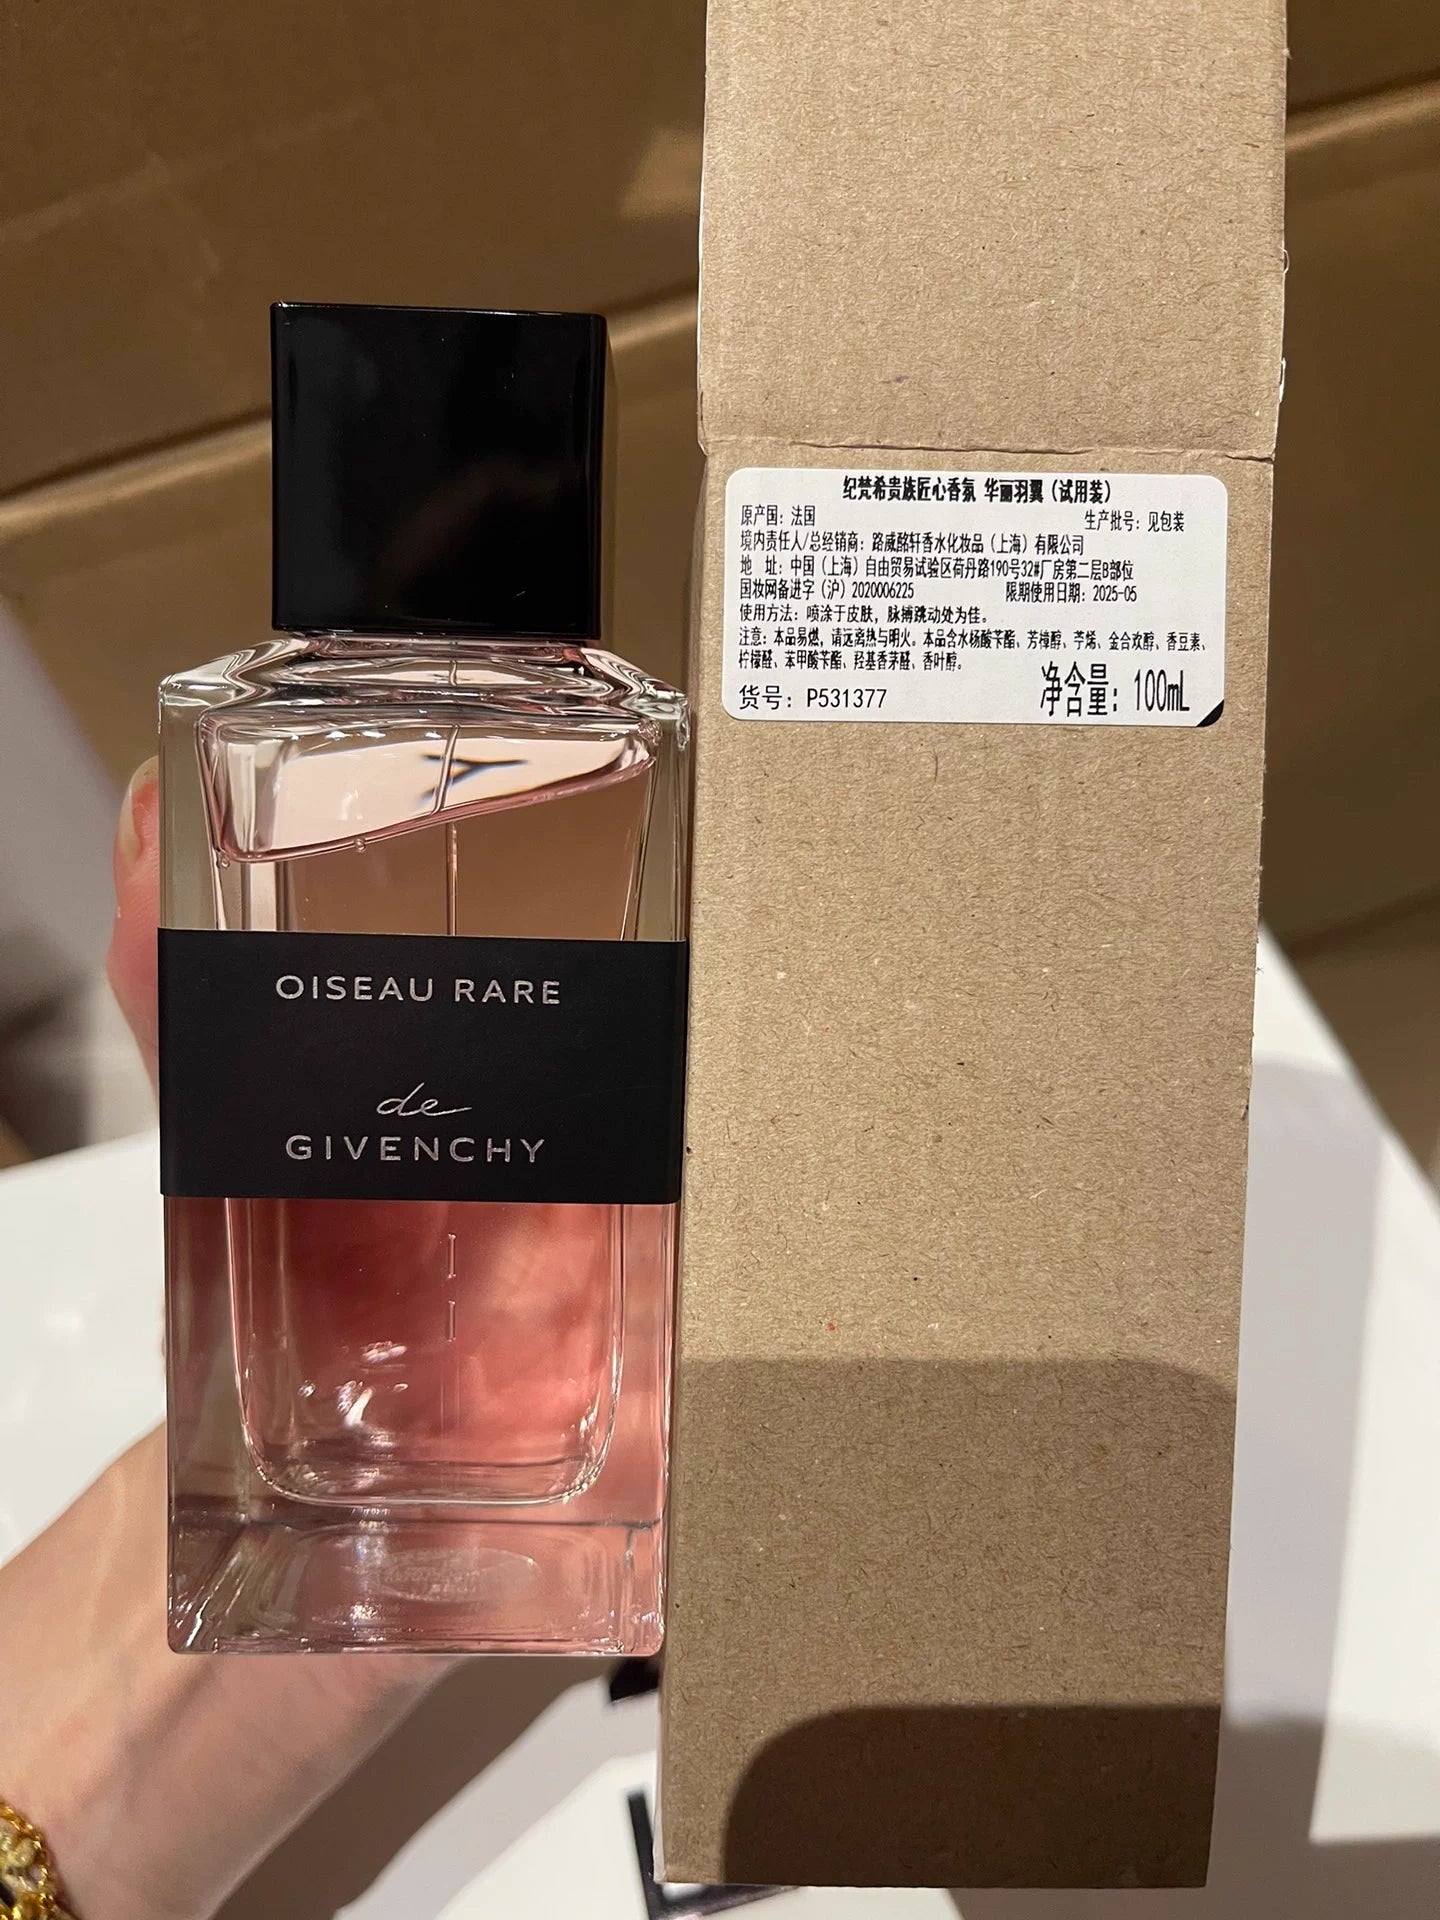 纪梵希贵族匠心香氛 华丽羽翼（试用装）
原产国：法国 生产批号：见包装
境内责任人/总经销商：路威酩轩香水化妆品（上海）有限公司
地 址：中国（上海）自由贸易试验区荷丹路190号32#厂房第二层B部位
国妆网备进字（沪）2020006225 限期使用日期：2025-05
使用方法：喷涂于皮肤，脉搏跳动处为佳。
注意：本品易燃，请远离热与明火。本品含水杨酸苄酯、芳樟醇、苧烯、金合欢醇、香豆素、
柠檬醛、苯甲酸苄酯、羟基香茅醛、香叶醇。
货号：P531377 净含量：100mL
OISEAU RARE
de
GIVENCHY